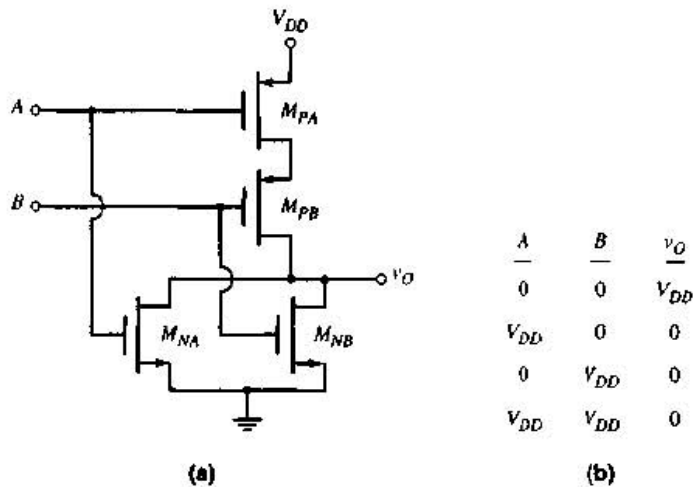 V_DD
A
M_PA
B
M_PB
v_O
M_NA
M_NB
(a)
A B v_O
0 0 V_DD
V_DD 0 0
0 V_DD 0
V_DD V_DD 0
(b)